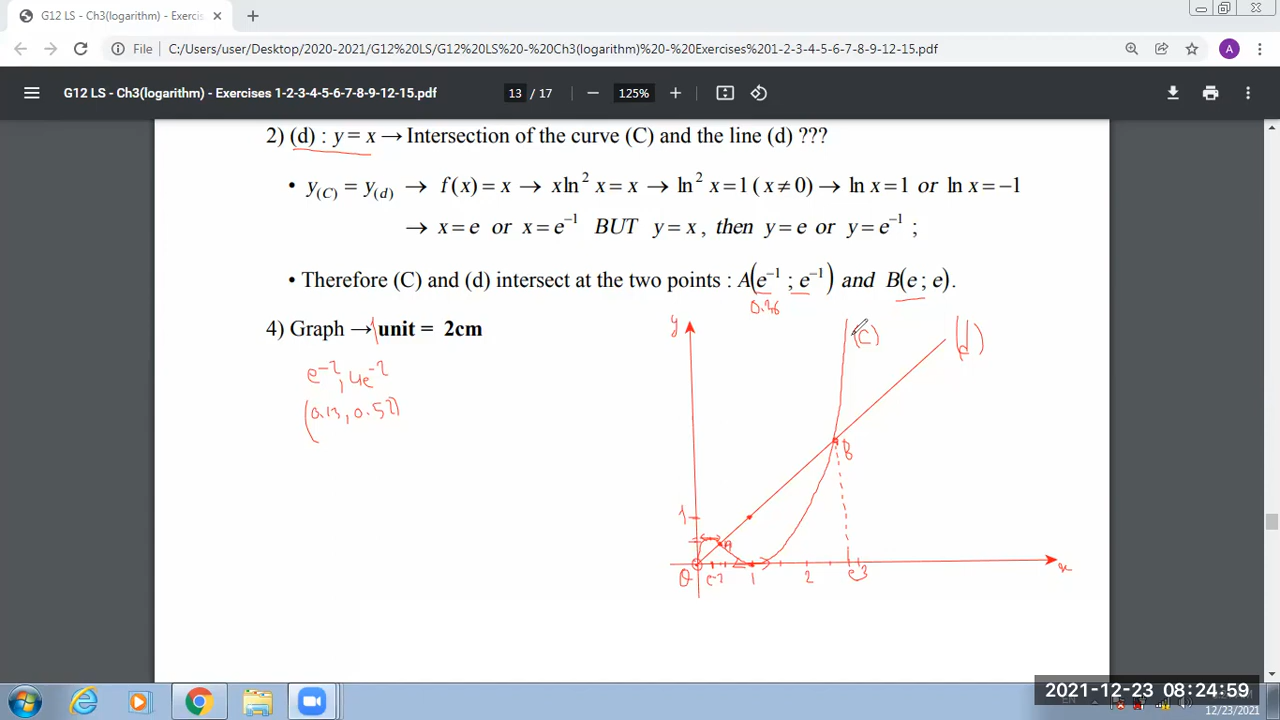 G12 LS - Ch3(logarithm) - Exercis
File
C:/Users/user/Desktop/2020-2021/G12%20LS/G12%20LS%20-%20Ch3(logarithm)%20-%20Exercises%201-2-3-4-5-6-7-8-9-12-15.pdf
A
G12 LS - Ch3(logarithm) - Exercises 1-2-3-4-5-6-7-8-9-12-15.pdf
13 / 17
125%
2) (d) : y = x → Intersection of the curve (C) and the line (d) ???
• y(C) = y(d) → f(x) = x → x ln² x = x → ln² x = 1 ( x ≠ 0) → ln x = 1 or ln x = −1
→ x = e or x = e⁻¹ BUT y = x , then y = e or y = e⁻¹ ;
• Therefore (C) and (d) intersect at the two points : A(e⁻¹ ; e⁻¹) and B(e ; e).
0.36
4) Graph → 1 unit = 2cm
y
(C)
(d)
e⁻², 4e⁻²
(0.13, 0.52)
B
1
A
O
e⁻²
1
2
e
3
x
2021-12-23 08:24:59
EN
12/23/2021